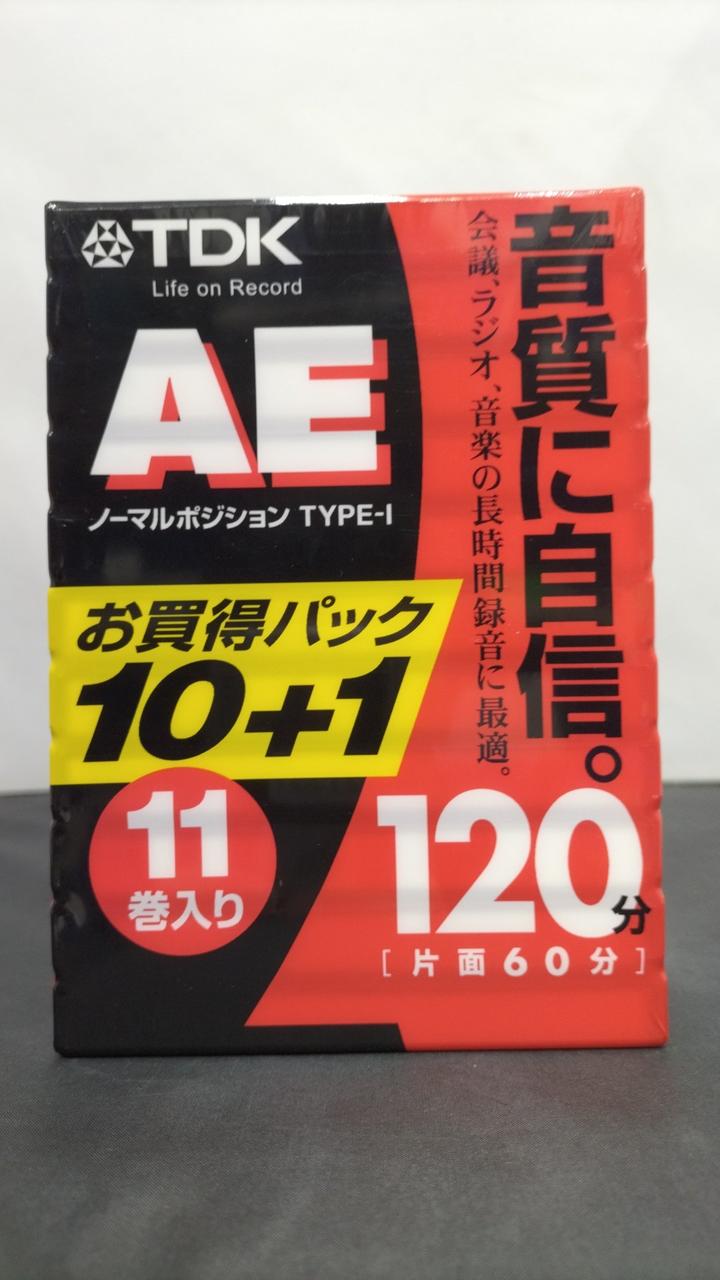 TDK
Life on Record
AE
ノーマルポジション TYPE-I
お買得パック
10+1
11
巻入り
音質に自信。
会議、ラジオ、音楽の長時間録音に最適。
120分
[片面60分]